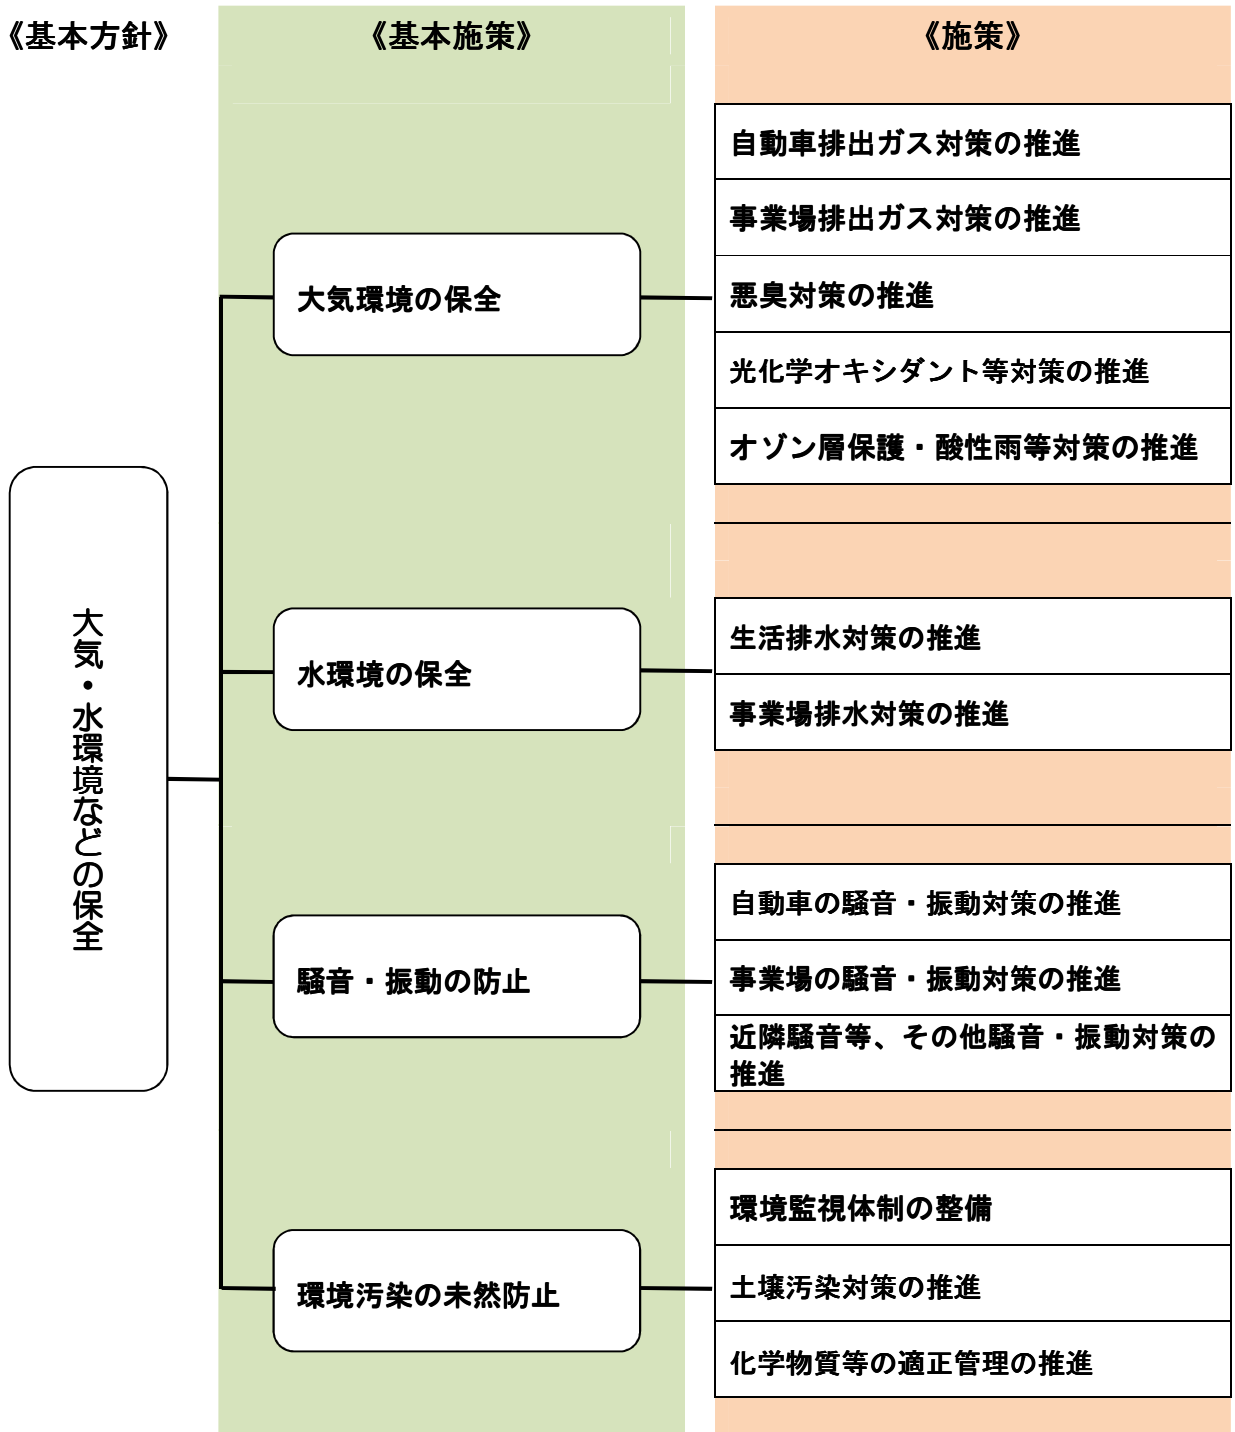 《基本方針》
《基本施策》
《施策》
大気・水環境などの保全
大気環境の保全
自動車排出ガス対策の推進
事業場排出ガス対策の推進
悪臭対策の推進
光化学オキシダント等対策の推進
オゾン層保護・酸性雨等対策の推進
水環境の保全
生活排水対策の推進
事業場排水対策の推進
騒音・振動の防止
自動車の騒音・振動対策の推進
事業場の騒音・振動対策の推進
近隣騒音等、その他騒音・振動対策の
推進
環境汚染の未然防止
環境監視体制の整備
土壌汚染対策の推進
化学物質等の適正管理の推進